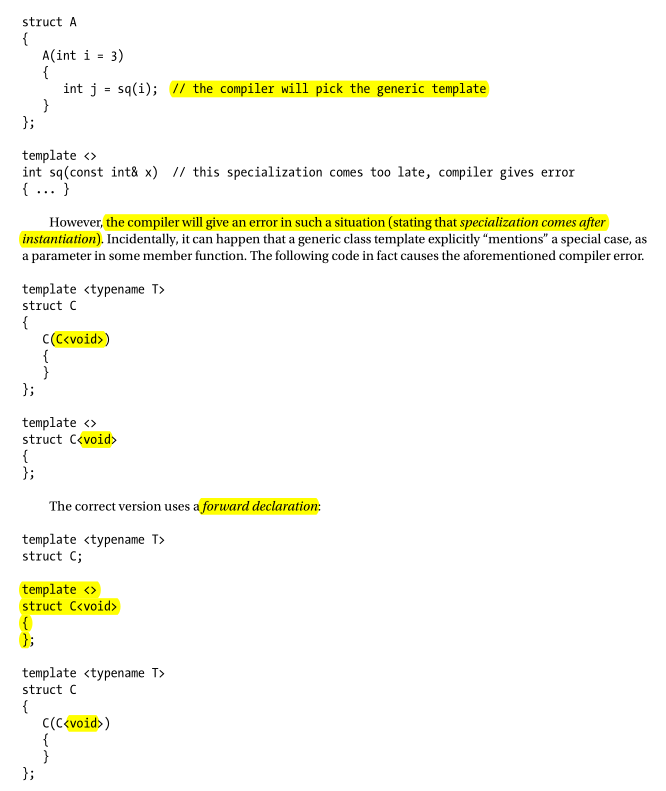 struct A
{
A(int i = 3)
{
int j = sq(i);  // the compiler will pick the generic template
}
};
template <>
int sq(const int& x)  // this specialization comes too late, compiler gives error
{ ... }
However, the compiler will give an error in such a situation (stating that specialization comes after
instantiation). Incidentally, it can happen that a generic class template explicitly “mentions” a special case, as
a parameter in some member function. The following code in fact causes the aforementioned compiler error.
template <typename T>
struct C
{
C(C<void>)
{
}
};
template <>
struct C<void>
{
};
The correct version uses a forward declaration:
template <typename T>
struct C;
template <>
struct C<void>
{
};
template <typename T>
struct C
{
C(C<void>)
{
}
};